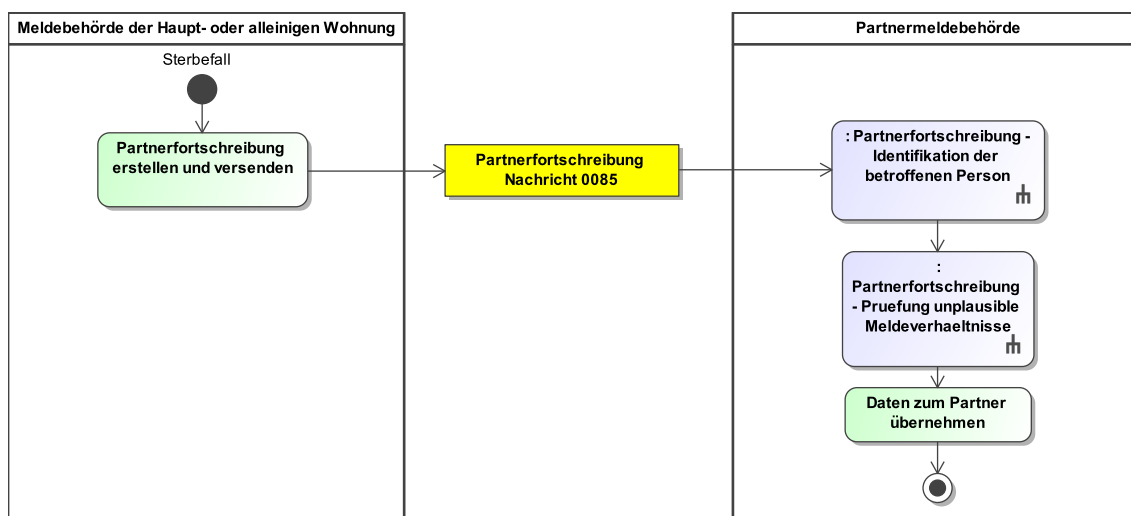 Meldebehörde der Haupt- oder alleinigen Wohnung
Sterbefall
Partnerfortschreibung
erstellen und versenden
Partnerfortschreibung
Nachricht 0085
Partnermeldebehörde
: Partnerfortschreibung -
Identifikation der
betroffenen Person
:
Partnerfortschreibung
- Pruefung unplausible
Meldeverhaeltnisse
Daten zum Partner
übernehmen